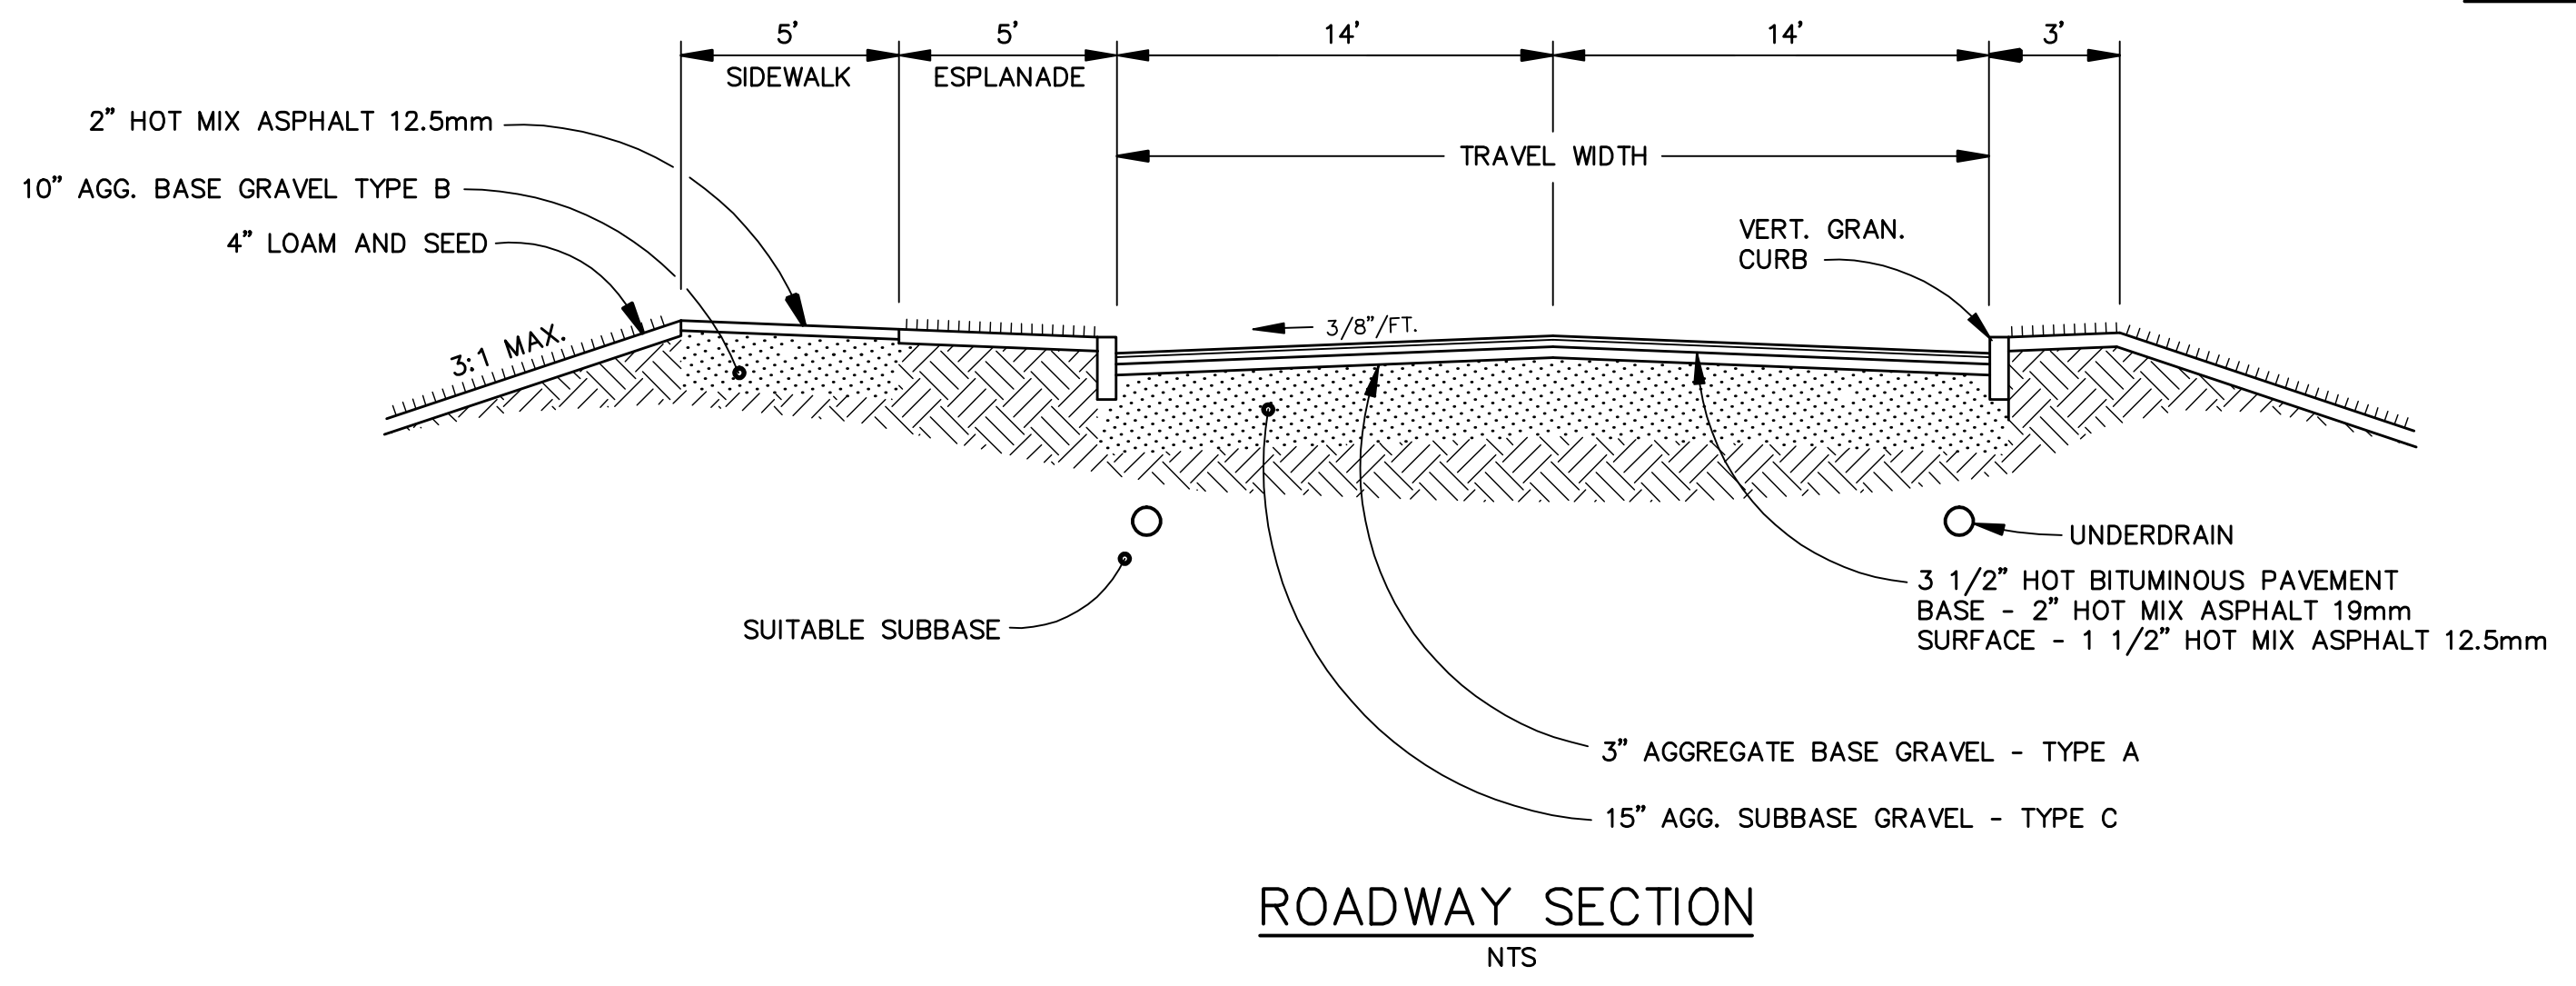 5’ 5’ 14’ 14’ 3’
SIDEWALK ESPLANADE
2” HOT MIX ASPHALT 12.5mm
TRAVEL WIDTH
10” AGG. BASE GRAVEL TYPE B
4” LOAM AND SEED
VERT. GRAN.
CURB
3:1 MAX.
3/8”/FT.
UNDERDRAIN
3 1/2” HOT BITUMINOUS PAVEMENT
BASE - 2” HOT MIX ASPHALT 19mm
SURFACE - 1 1/2” HOT MIX ASPHALT 12.5mm
SUITABLE SUBBASE
3” AGGREGATE BASE GRAVEL - TYPE A
15” AGG. SUBBASE GRAVEL - TYPE C
ROADWAY SECTION
NTS